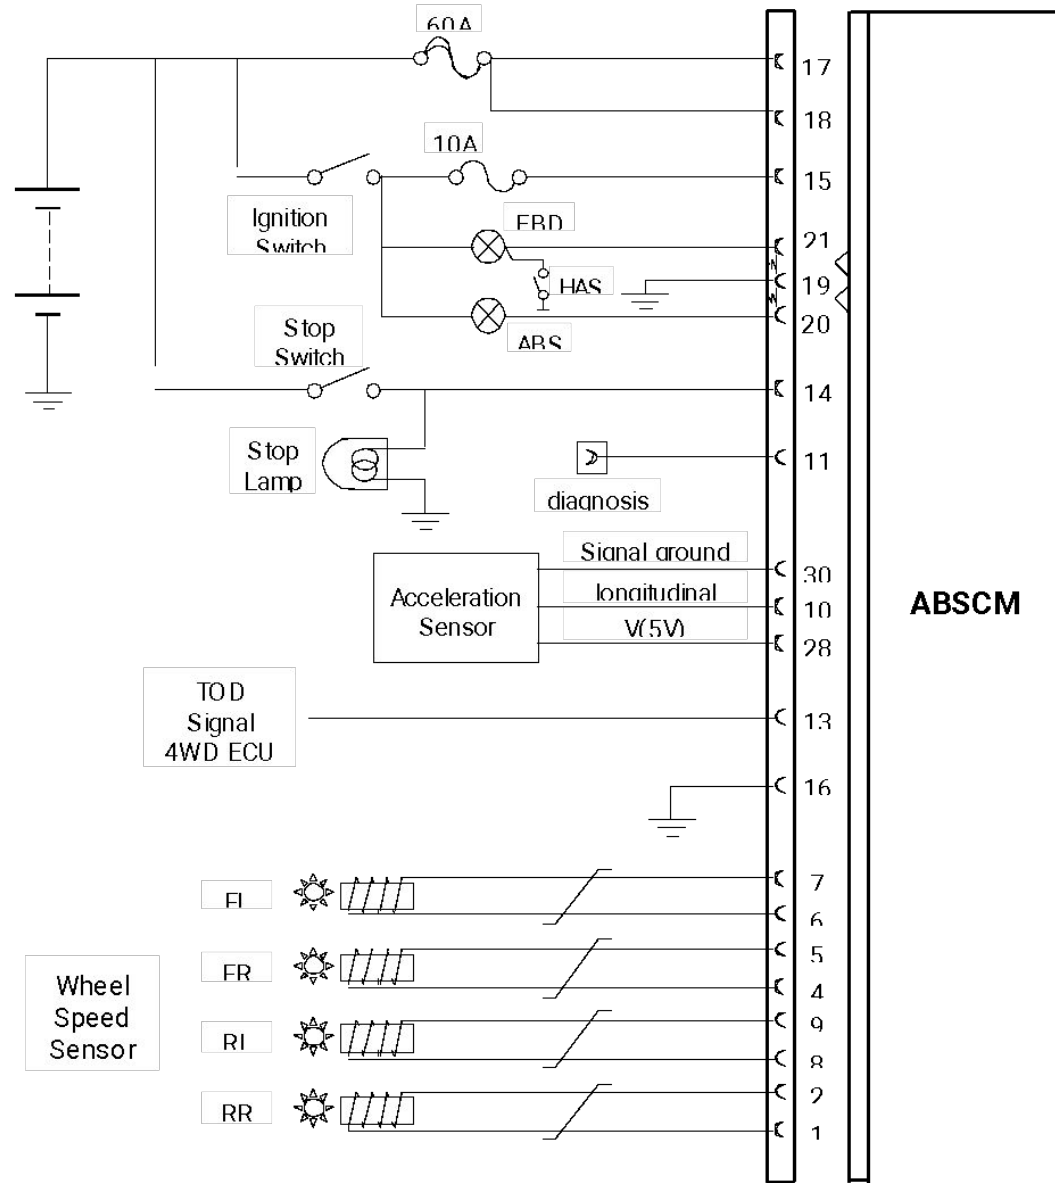 60A
17
18
10A
15
Ignition
Switch
EBD
21
HAS
19
20
ABS
Stop
Switch
14
Stop
Lamp
11
diagnosis
Signal ground
30
longitudinal
10
ABSCM
Acceleration
Sensor
V(5V)
28
TOD
Signal
4WD ECU
13
16
7
FL
6
5
FR
4
Wheel
Speed
Sensor
9
RL
8
2
RR
1